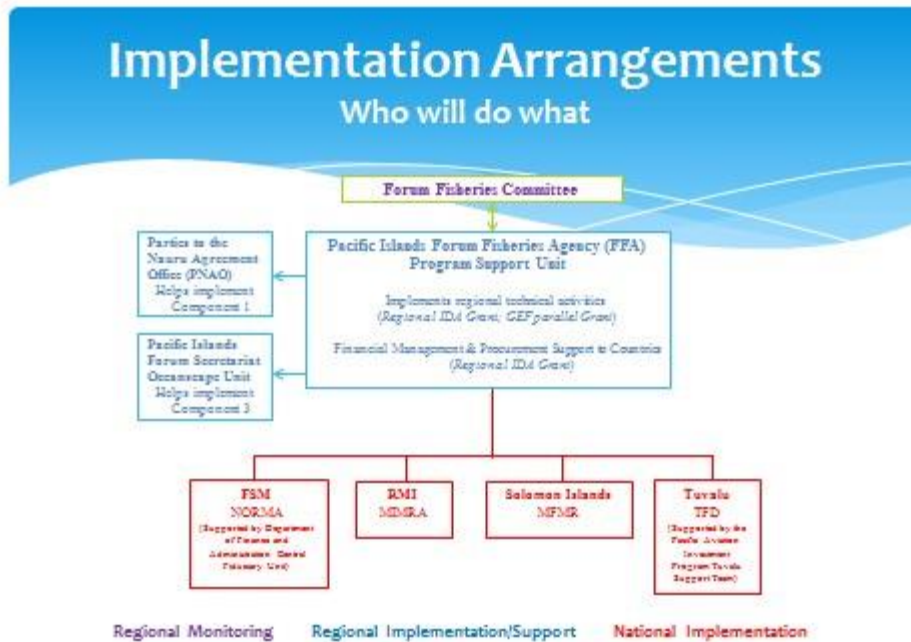 Implementation Arrangements
Who will do what
Forum Fisheries Committee
Parties to the
Nauru Agreement
Office (PNAO)
Helps implement
Component 1
Pacific Islands Forum Fisheries Agency (FFA)
Program Support Unit
Implements regional technical activities
(Regional IDA Grant; GEF parallel Grant)
Financial Management & Procurement Support to Countries
(Regional IDA Grant)
Pacific Islands
Forum Secretariat
Oceanscape Unit
Helps implement
Component 3
FSM
NORMA
(Supported by Department
of Finance and
Administration Central
Fiduciary Unit)
RMI
MIMRA
Solomon Islands
MFMR
Tuvalu
TFD
(Supported by the
Pacific Aviation
Investment
Program Tuvalu
Support Team)
Regional Monitoring Regional Implementation/Support National Implementation